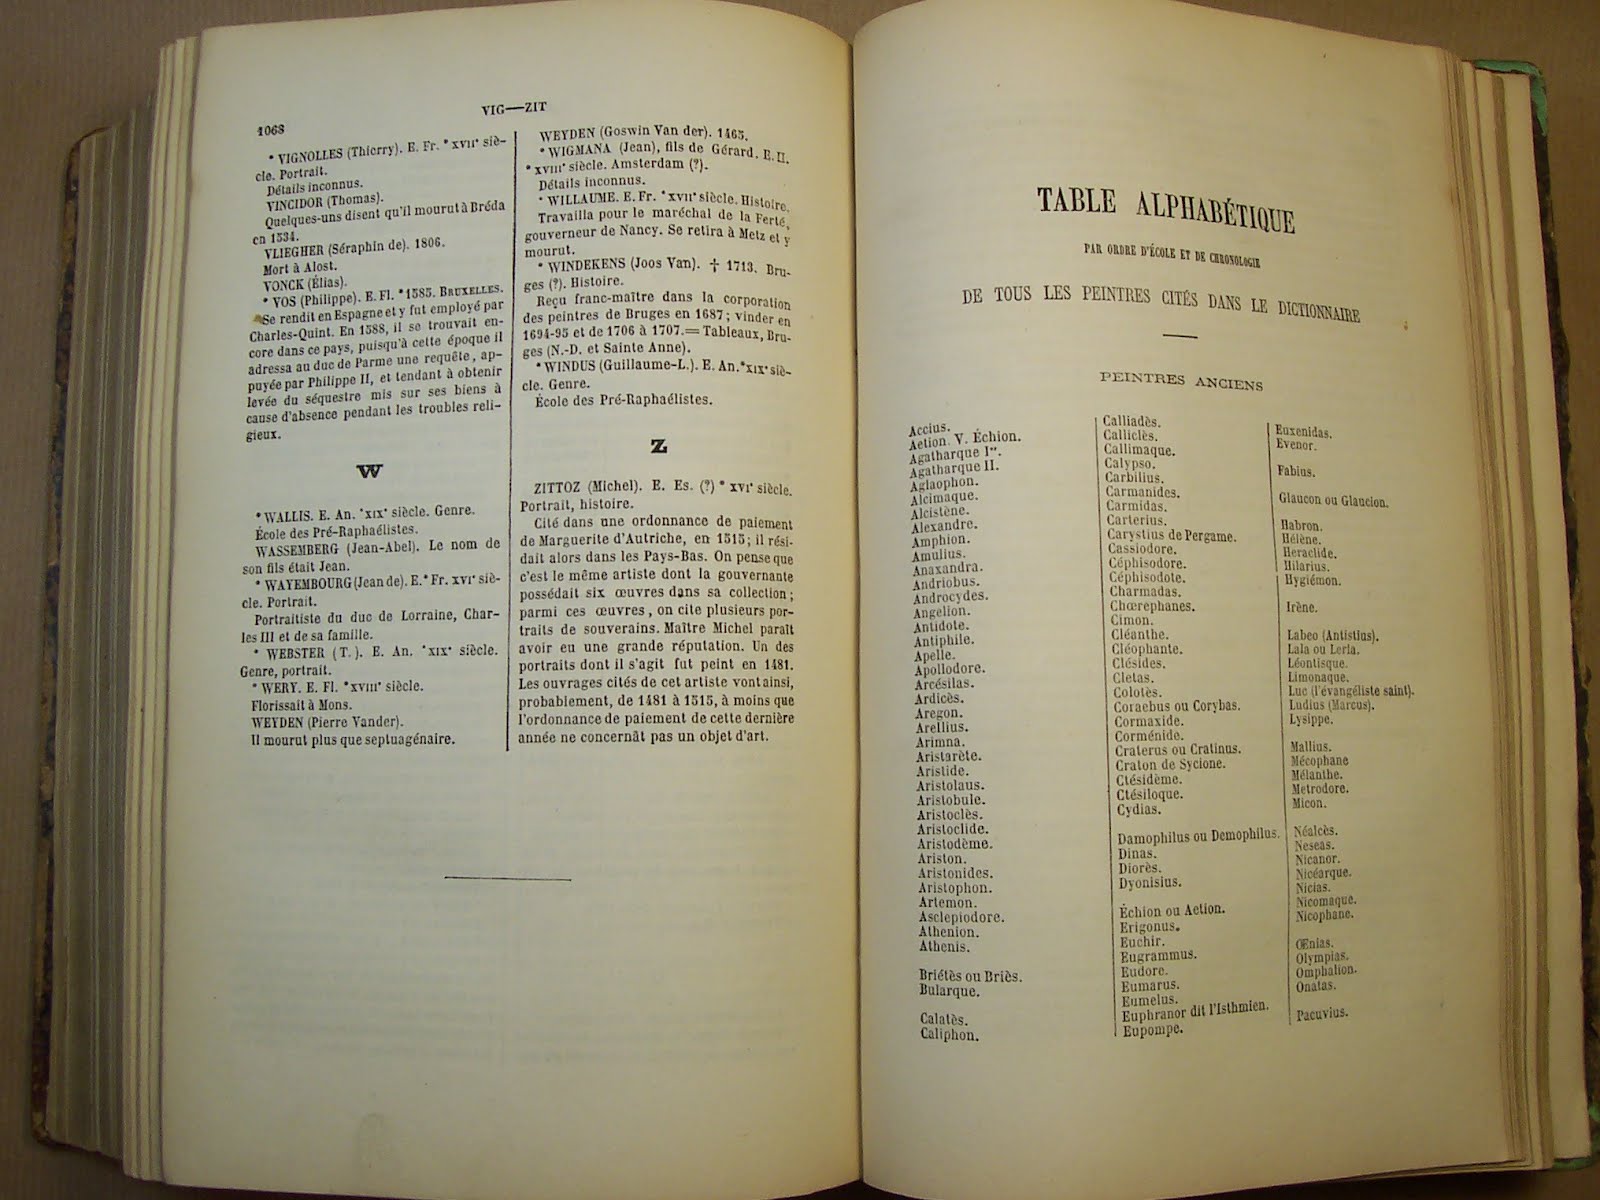 1068
VIG—ZIT
* VIGNOLLES (Thierry). E. Fr. * XVIIe siè-
cle. Portrait.
Détails inconnus.
VINCIDOR (Thomas).
Quelques-uns disent qu'il mourut à Bréda
en 1534.
VLIEGHER (Séraphin de). 1806.
Mort à Alost.
VONCK (Élias).
* VOS (Philippe). E. Fl. * 1585. BRUXELLES.
Se rendit en Espagne et y fut employé par
Charles-Quint. En 1588, il se trouvait en-
core dans ce pays, puisqu'à cette époque il
adressa au duc de Parme une requête, ap-
puyée par Philippe II, et tendant à obtenir
levée du séquestre mis sur ses biens à
cause d'absence pendant les troubles reli-
gieux.
W
* WALLIS. E. An. * XIXe siècle. Genre.
École des Pré-Raphaélistes.
WASSEMBERG (Jean-Abel). Le nom de
son fils était Jean.
* WAYEMBOURG (Jean de). E. * Fr. XVIe siè-
cle. Portrait.
Portraitiste du duc de Lorraine, Char-
les III et de sa famille.
* WEBSTER (T.). E. An. * XIXe siècle.
Genre, portrait.
* WERY. E. Fl. * XVIIIe siècle.
Florissait à Mons.
WEYDEN (Pierre Vander).
Il mourut plus que septuagénaire.
WEYDEN (Goswin Van der). 1465.
* WIGMANA (Jean), fils de Gérard. E. H.
* XVIIIe siècle. Amsterdam (?).
Détails inconnus.
* WILLAUME. E. Fr. * XVIIe siècle. Histoire.
Travailla pour le maréchal de la Ferté,
gouverneur de Nancy. Se retira à Metz et y
mourut.
* WINDEKENS (Joos Van). † 1713. Bru-
ges (?). Histoire.
Reçu franc-maître dans la corporation
des peintres de Bruges en 1687; vinder en
1694-95 et de 1706 à 1707. = Tableaux, Bru-
ges (N.-D. et Sainte Anne).
* WINDUS (Guillaume-L.). E. An. * XIXe siè-
cle. Genre.
École des Pré-Raphaélistes.
Z
ZITTOZ (Michel). E. Es. (?) * XVIe siècle.
Portrait, histoire.
Cité dans une ordonnance de paiement
de Marguerite d'Autriche, en 1515; il rési-
dait alors dans les Pays-Bas. On pense que
c'est le même artiste dont la gouvernante
possédait six œuvres dans sa collection;
parmi ces œuvres, on cite plusieurs por-
traits de souverains. Maître Michel paraît
avoir eu une grande réputation. Un des
portraits dont il s'agit fut peint en 1481.
Les ouvrages cités de cet artiste vont ainsi,
probablement, de 1481 à 1515, à moins que
l'ordonnance de paiement de cette dernière
année ne concernât pas un objet d'art.
TABLE ALPHABÉTIQUE
PAR ORDRE D'ÉCOLE ET DE CHRONOLOGIE
DE TOUS LES PEINTRES CITÉS DANS LE DICTIONNAIRE
PEINTRES ANCIENS
Accius.
Aetion. V. Échion.
Agatharque Ier.
Agatharque II.
Aglaophon.
Alcimaque.
Alcistène.
Alexandre.
Amphion.
Amulius.
Anaxandra.
Andriobus.
Androcydes.
Angelion.
Antidote.
Antiphile.
Apelle.
Apollodore.
Arcésilas.
Ardicès.
Aregon.
Arellius.
Arimna.
Aristarète.
Aristide.
Aristolaus.
Aristobule.
Aristoclès.
Aristoclide.
Aristodème.
Ariston.
Aristonides.
Aristophon.
Artemon.
Asclepiodore.
Athenion.
Athenis.
Briétès ou Briès.
Bularque.
Calatès.
Caliphon.
Calliadès.
Calliclès.
Callimaque.
Calypso.
Carbilius.
Carmanides.
Carmidas.
Carterius.
Carystius de Pergame.
Cassiodore.
Céphisodore.
Céphisodote.
Charmadas.
Chœrephanes.
Cimon.
Cléanthe.
Cléophante.
Clésides.
Cletas.
Colotès.
Coraebus ou Corybas.
Cormaxide.
Corménide.
Craterus ou Cratinus.
Craton de Sycione.
Ctésidème.
Ctésiloque.
Cydias.
Damophilus ou Demophilus.
Dinas.
Diorès.
Dyonisius.
Échion ou Aetion.
Erigonus.
Euchir.
Eugrammus.
Eudore.
Eumarus.
Eumelus.
Euphranor dit l'Isthmien.
Eupompe.
Euxenidas.
Evenor.
Fabius.
Glaucon ou Glaucion.
Habron.
Hélène.
Heraclide.
Hilarius.
Hygiémon.
Irène.
Labeo (Antistius).
Lala ou Lerla.
Léontisque.
Limonaque.
Luc (l'évangéliste saint).
Ludius (Marcus).
Lysippe.
Mallius.
Mécophane
Mélanthe.
Metrodore.
Micon.
Néalcès.
Neseas.
Nicanor.
Nicéarque.
Nicias.
Nicomaque.
Nicophane.
Œnias.
Olympias.
Omphalion.
Onatas.
Pacuvius.